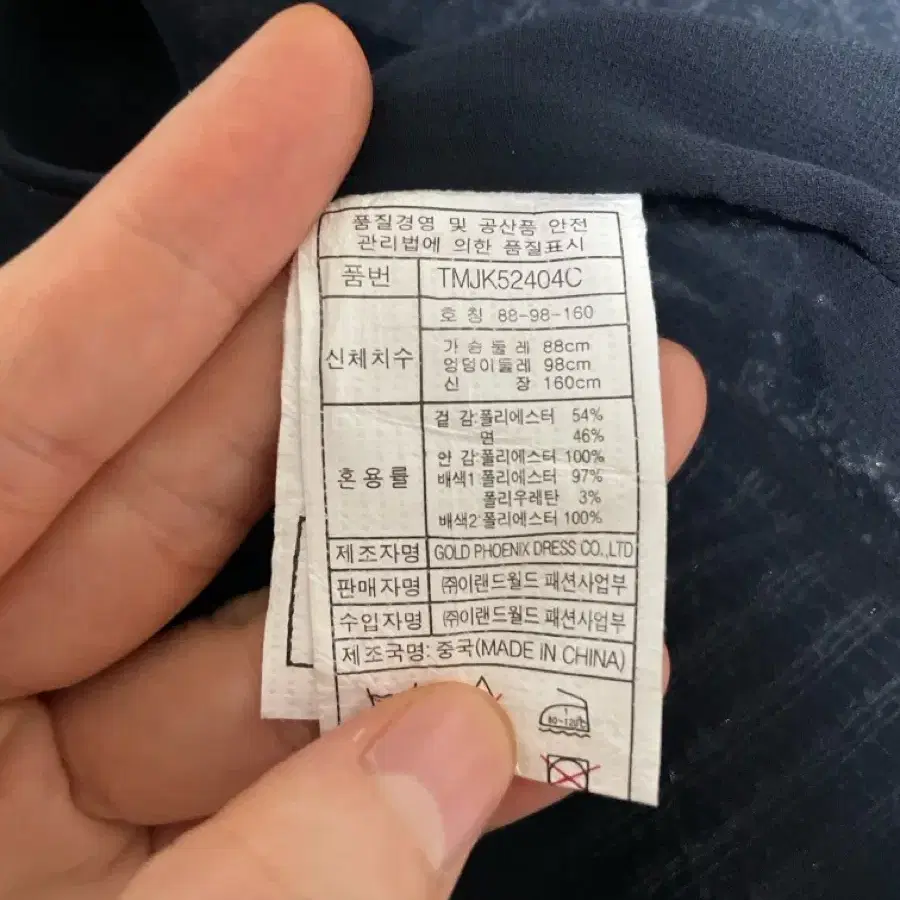 품질경영 및 공산품 안전
관리법에 의한 품질표시
품번 TMJK52404C
호 칭 88-98-160
신체치수
가 슴 둘 레 88cm
엉덩이둘레 98cm
신 장 160cm
혼용률
겉 감:폴리에스터 54%
면 46%
안 감:폴리에스터 100%
배색1:폴리에스터 97%
폴리우레탄 3%
배색2:폴리에스터 100%
제조자명 GOLD PHOENIX DRESS CO.,LTD
판매자명 ㈜이랜드월드 패션사업부
수입자명 ㈜이랜드월드 패션사업부
제조국명: 중국(MADE IN CHINA)
1
80~120℃